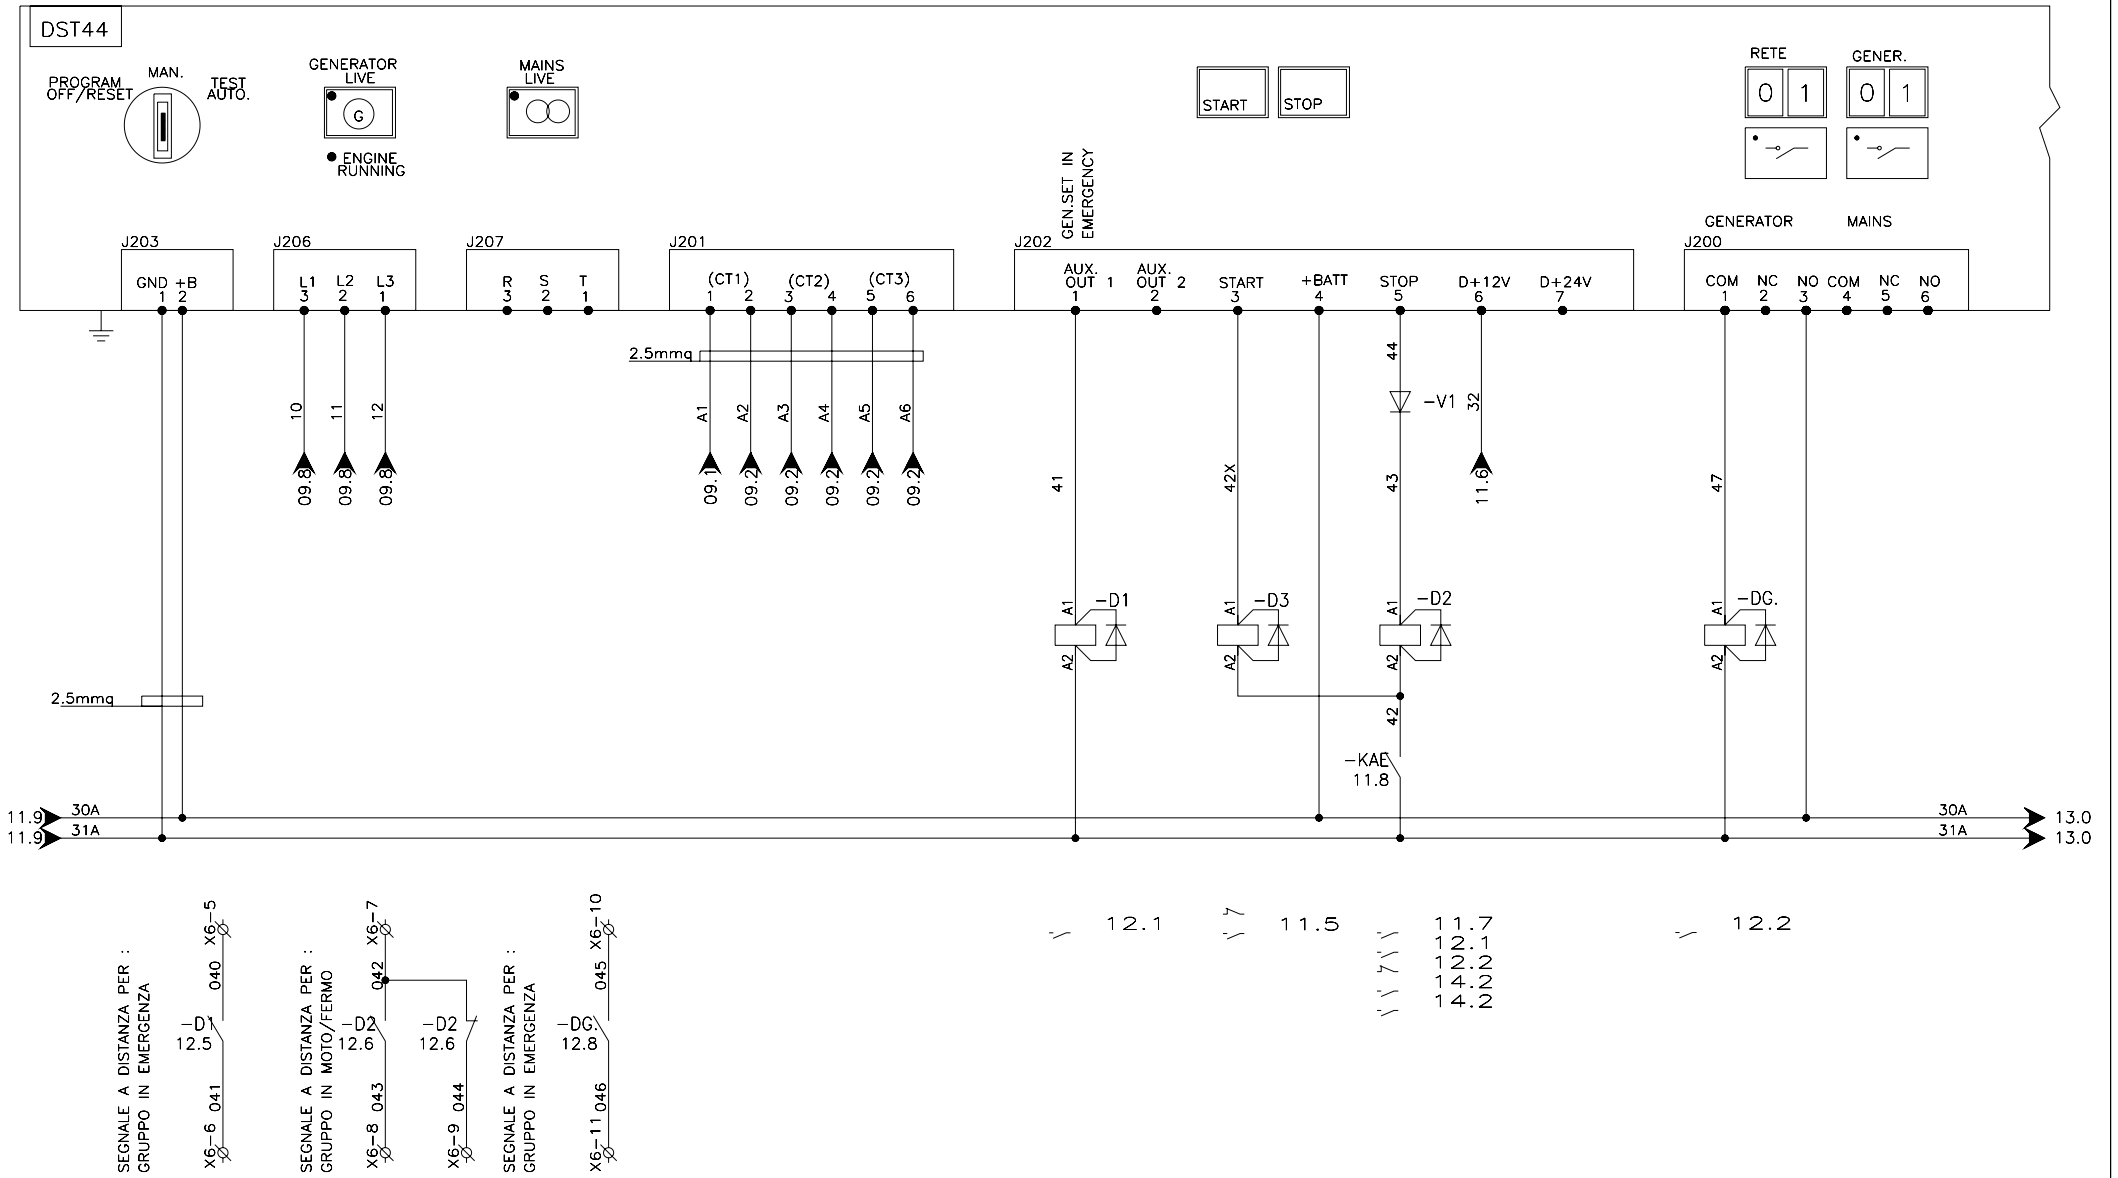 DST44
PROGRAM
OFF/RESET
MAN.
TEST
AUTO.
GENERATOR
LIVE
G
ENGINE
RUNNING
MAINS
LIVE
START
STOP
RETE
0 1
GENER.
0 1
GEN.SET IN
EMERGENCY
GENERATOR
MAINS
J203
GND +B
1 2
J206
L1 L2 L3
3 2 1
J207
R S T
3 2 1
J201
(CT1) (CT2) (CT3)
1 2 3 4 5 6
J202
AUX.
OUT 1
AUX.
OUT 2
START
+BATT
STOP
D+12V
D+24V
1 2 3 4 5 6 7
J200
COM NC NO COM NC NO
1 2 3 4 5 6
2.5mmq
10 11 12
A1 A2 A3 A4 A5 A6
09.8 09.8 09.8
09.1 09.2 09.2 09.2 09.2 09.2
44
-V1
32
11.6
41
42X
43
47
A1
-D1
A2
A1
-D3
A2
A1
-D2
A2
A1
-DG.
A2
2.5mmq
42
-KAE
11.8
11.9
30A
30A
13.0
11.9
31A
31A
13.0
SEGNALE A DISTANZA PER :
GRUPPO IN EMERGENZA
X6-5
040
-D1
12.5
041
X6-6
SEGNALE A DISTANZA PER :
GRUPPO IN MOTO/FERMO
X6-7
042
-D2
12.6
043
X6-8
-D2
12.6
044
X6-9
SEGNALE A DISTANZA PER :
GRUPPO IN EMERGENZA
X6-10
045
-DG.
12.8
046
X6-11
12.1
11.5
11.7
12.1
12.2
14.2
14.2
12.2